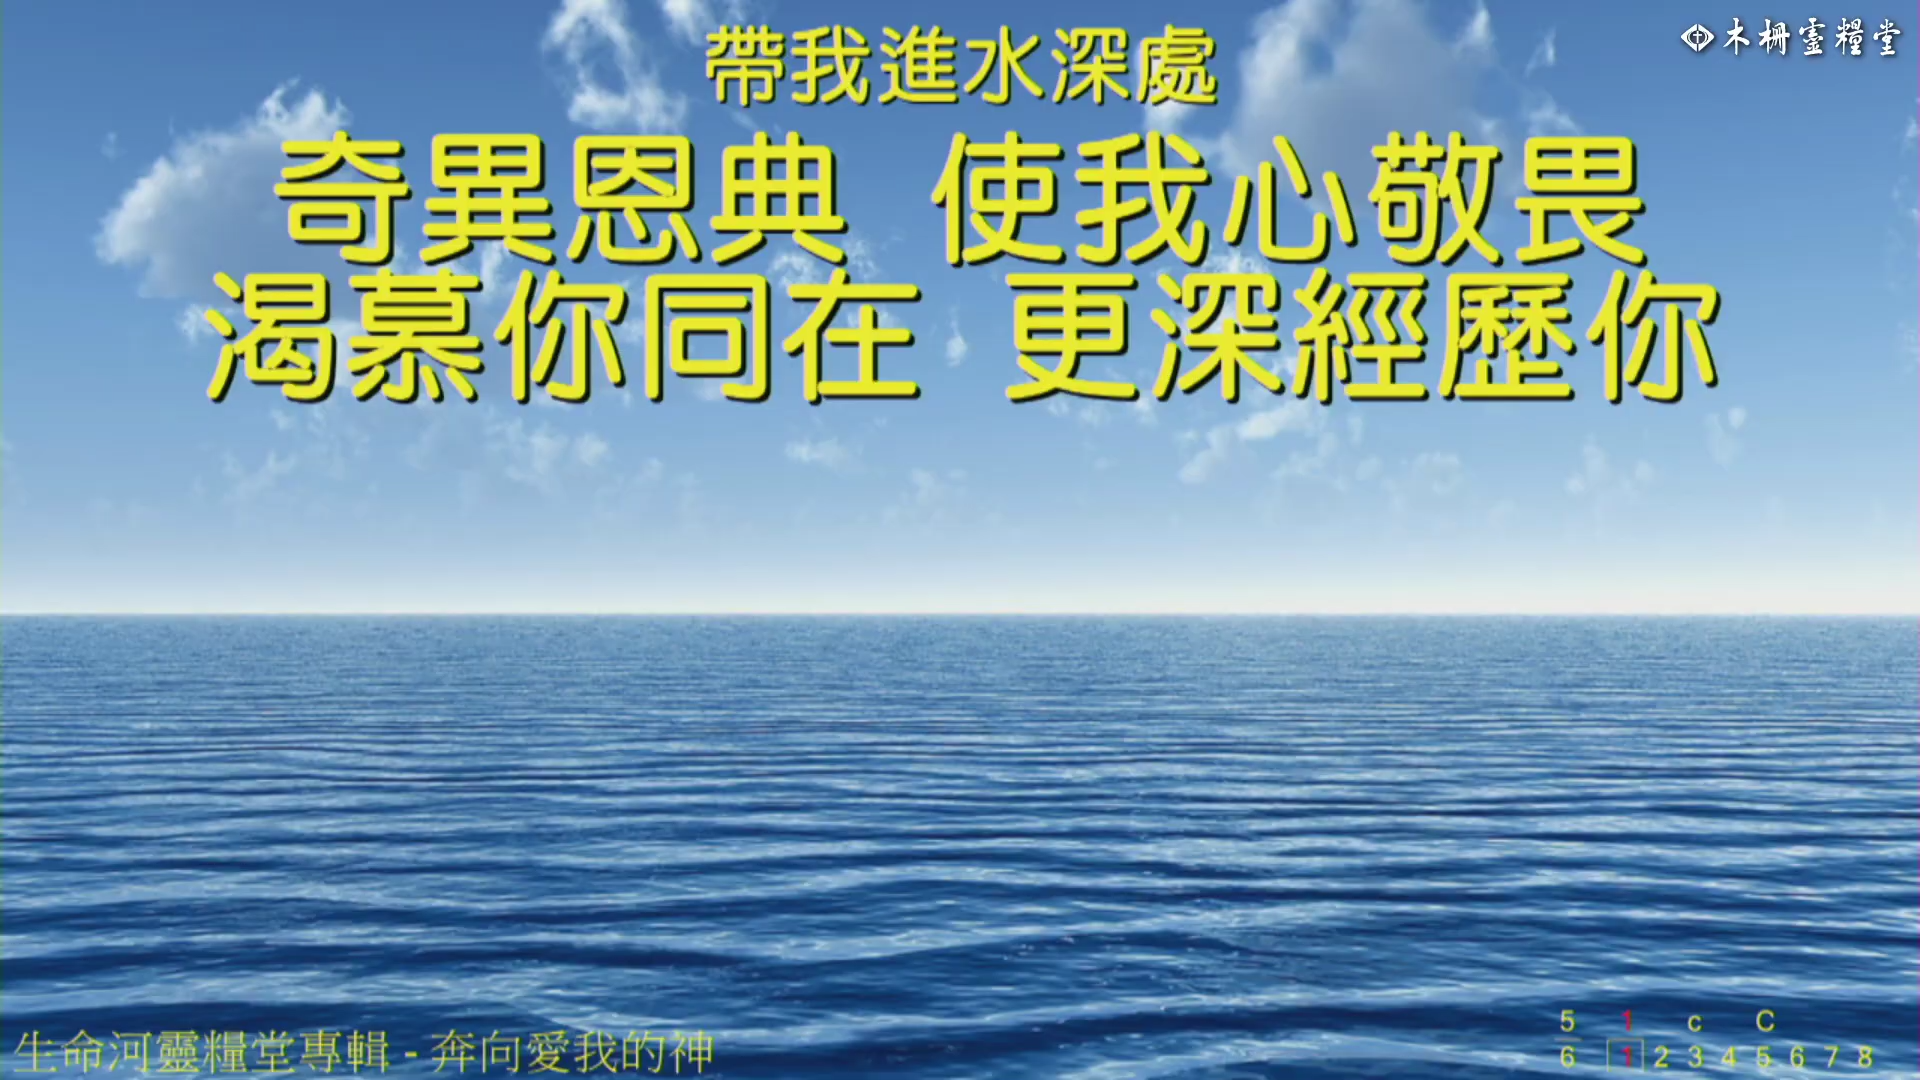 木柵靈糧堂
帶我進水深處
奇異恩典 使我心敬畏
渴慕你同在 更深經歷你
生命河靈糧堂專輯 - 奔向愛我的神
5 1 c C
6 1 2 3 4 5 6 7 8